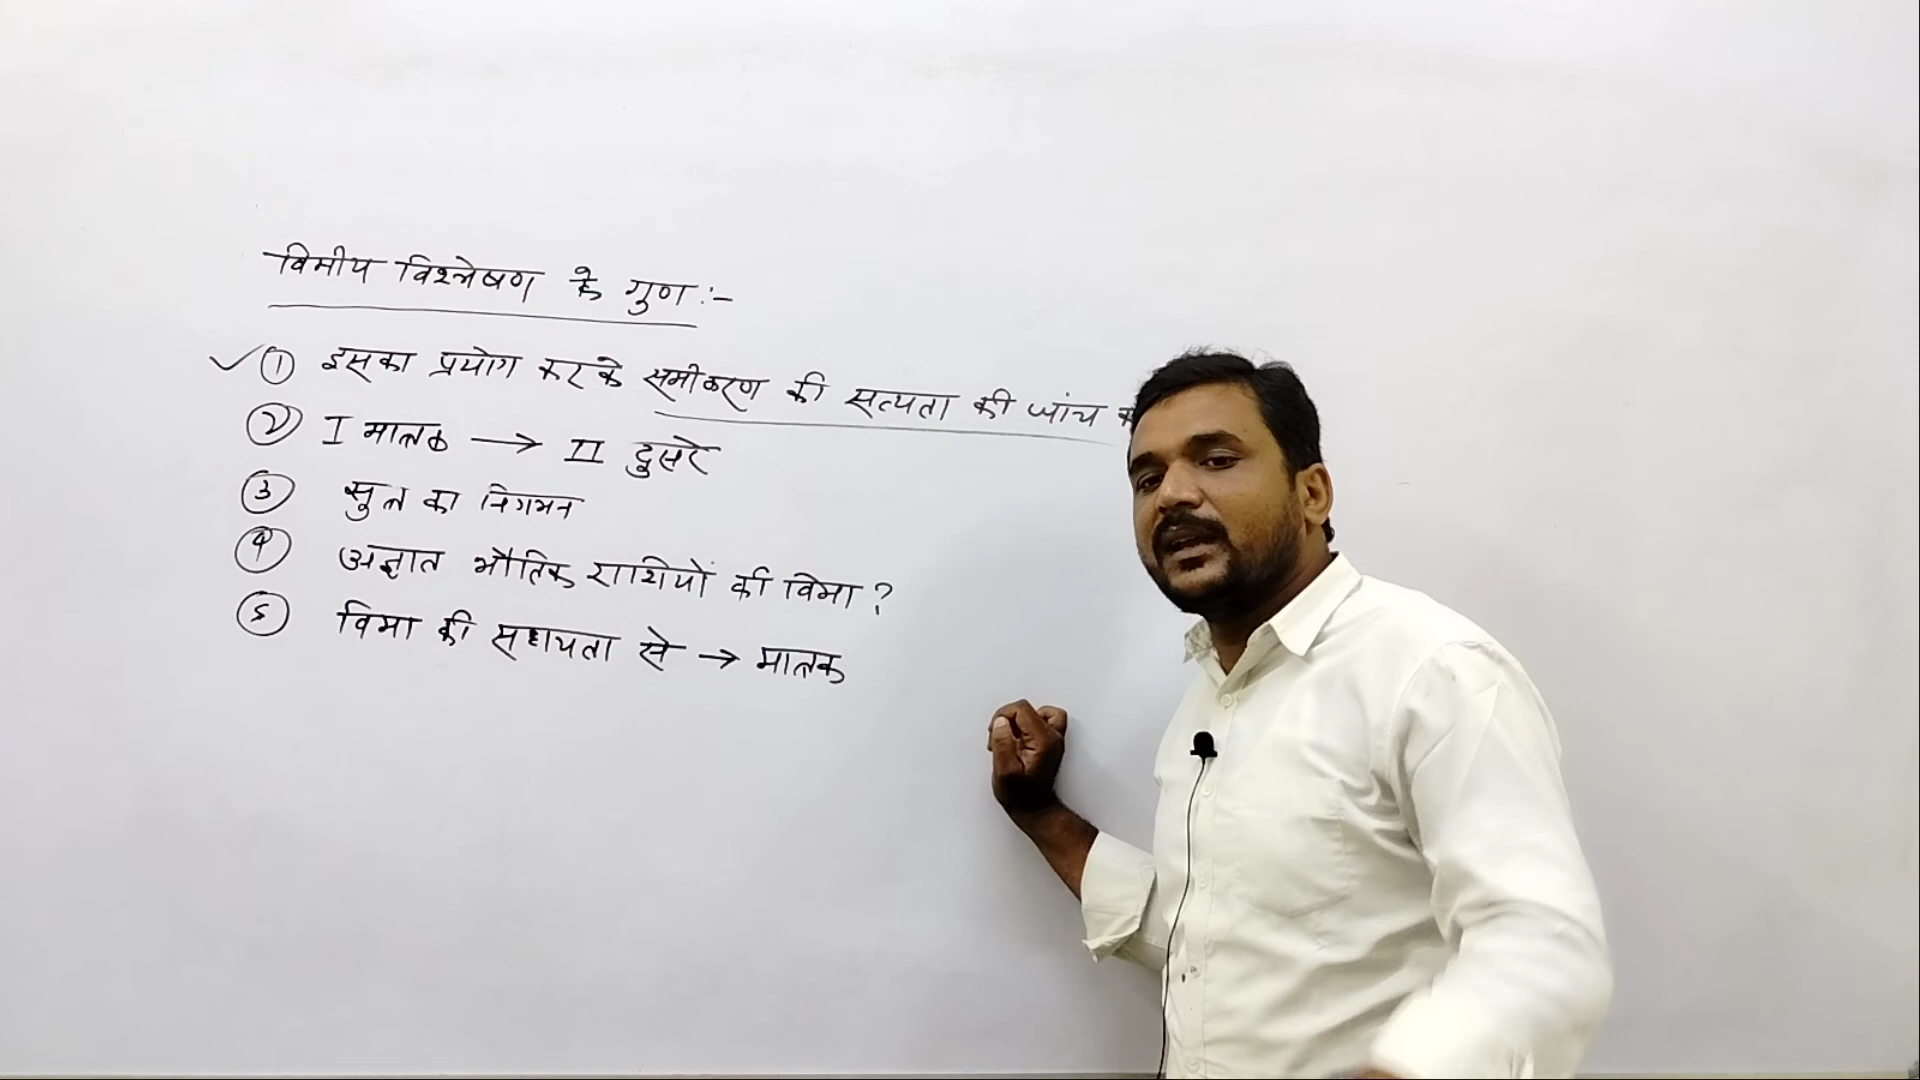 विमीय विश्लेषण के गुण :-
✓ ① इसका प्रयोग कर के समीकरण की सत्यता की जांच
② I मात्रक → II दुसरे
③ सुत्र का निगमन
④ अज्ञात भौतिक राशियों की विमा ?
⑤ विमा की सहायता से → मात्रक